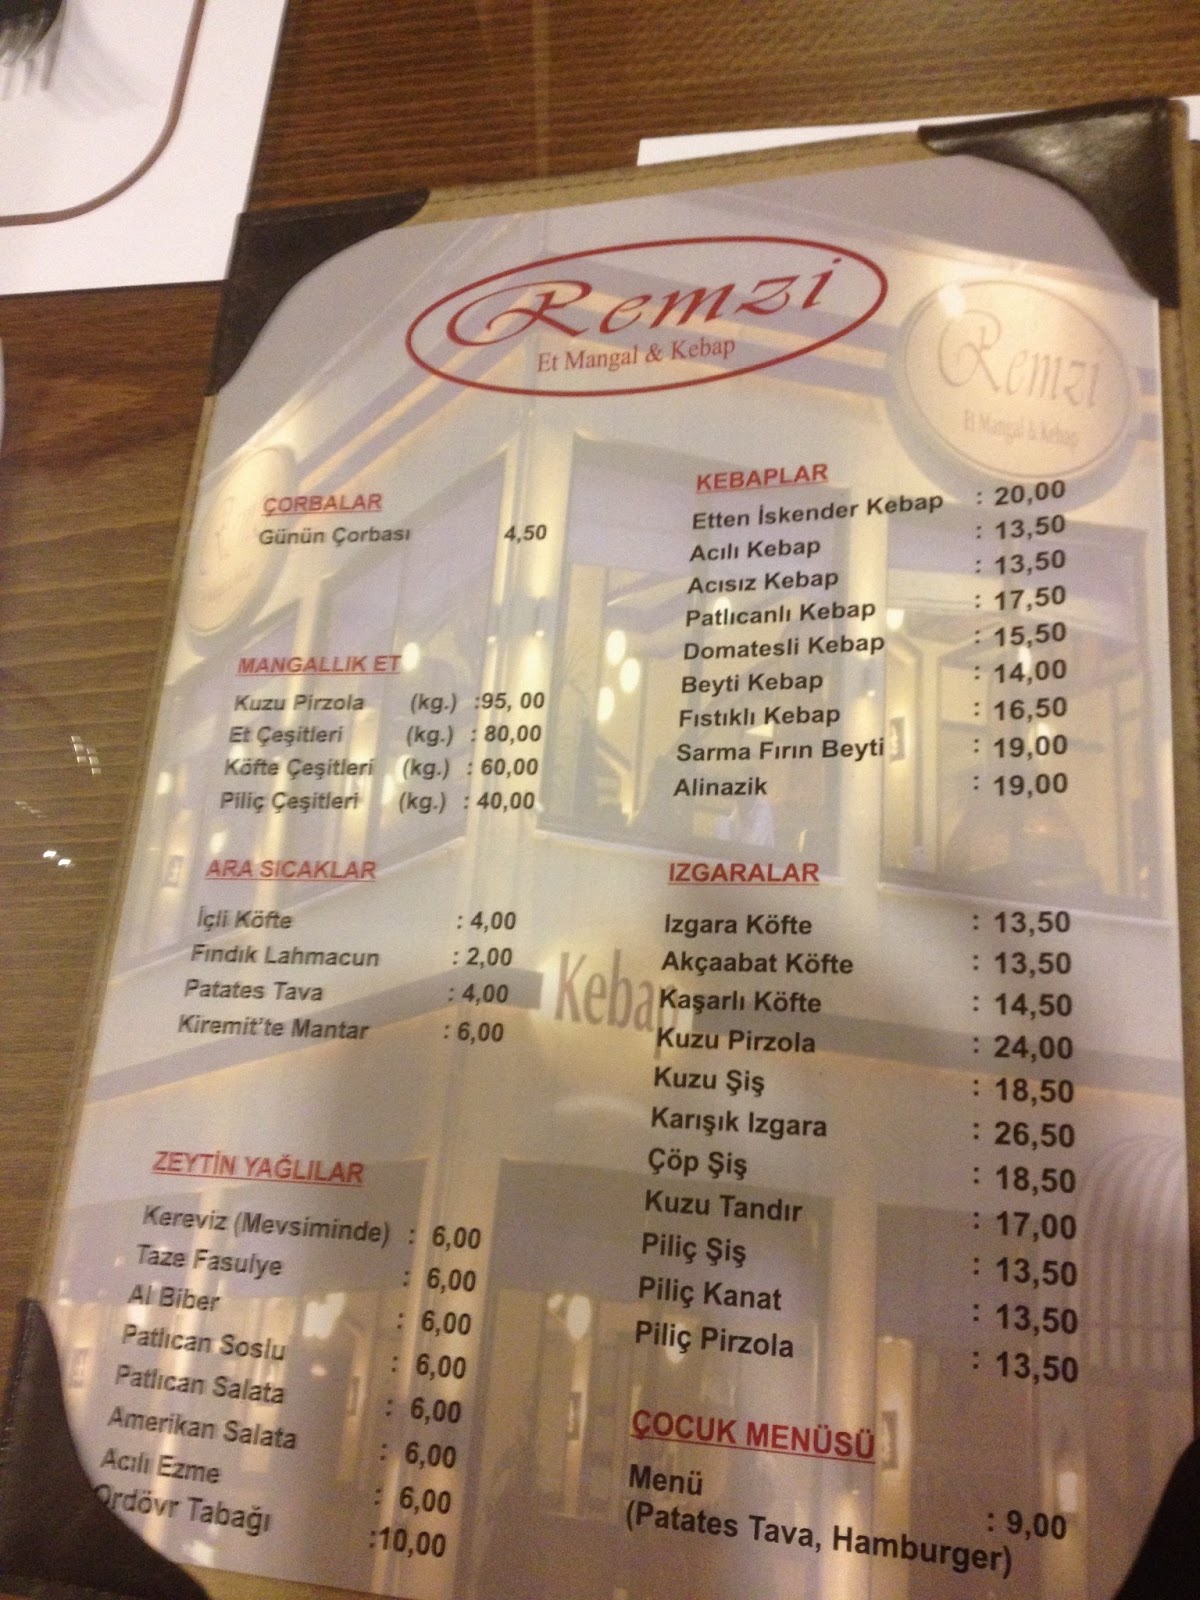 Remzi
Et Mangal & Kebap
Remzi
Et Mangal & Kebap
ÇORBALAR
Günün Çorbası 4,50
MANGALLIK ET
Kuzu Pirzola (kg.) :95, 00
Et Çeşitleri (kg.) : 80,00
Köfte Çeşitleri (kg.) : 60,00
Piliç Çeşitleri (kg.) : 40,00
ARA SICAKLAR
İçli Köfte : 4,00
Fındık Lahmacun : 2,00
Patates Tava : 4,00
Kiremit'te Mantar : 6,00
ZEYTİN YAĞLILAR
Kereviz (Mevsiminde) : 6,00
Taze Fasulye : 6,00
Al Biber : 6,00
Patlıcan Soslu : 6,00
Patlıcan Salata : 6,00
Amerikan Salata : 6,00
Acılı Ezme : 6,00
Ordövr Tabağı :10,00
KEBAPLAR
Etten İskender Kebap : 20,00
Acılı Kebap : 13,50
Acısız Kebap : 13,50
Patlıcanlı Kebap : 17,50
Domatesli Kebap : 15,50
Beyti Kebap : 14,00
Fıstıklı Kebap : 16,50
Sarma Fırın Beyti : 19,00
Alinazik : 19,00
IZGARALAR
Izgara Köfte : 13,50
Akçaabat Köfte : 13,50
Kaşarlı Köfte : 14,50
Kuzu Pirzola : 24,00
Kuzu Şiş : 18,50
Karışık Izgara : 26,50
Çöp Şiş : 18,50
Kuzu Tandır : 17,00
Piliç Şiş : 13,50
Piliç Kanat : 13,50
Piliç Pirzola : 13,50
Kebap
ÇOCUK MENÜSÜ
Menü : 9,00
(Patates Tava, Hamburger)